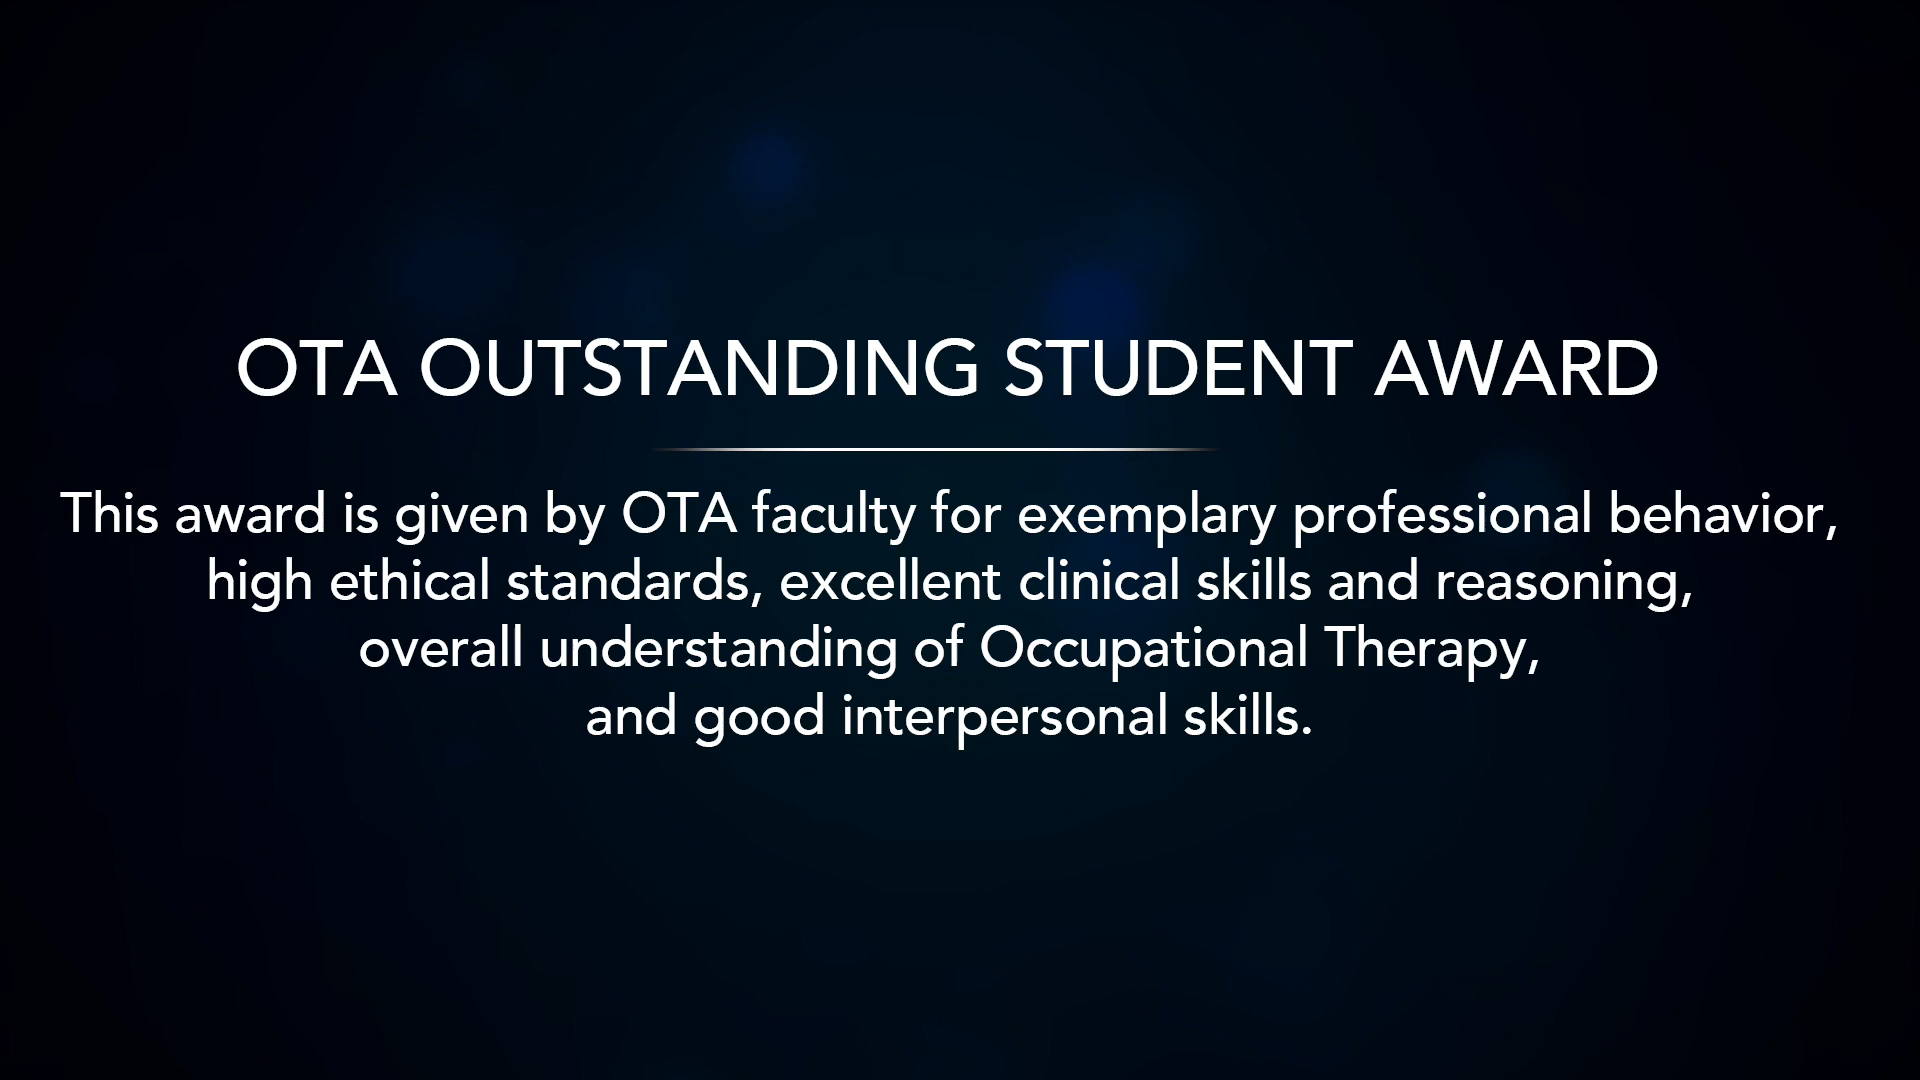 OTA OUTSTANDING STUDENT AWARD
This award is given by OTA faculty for exemplary professional behavior,
high ethical standards, excellent clinical skills and reasoning,
overall understanding of Occupational Therapy,
and good interpersonal skills.